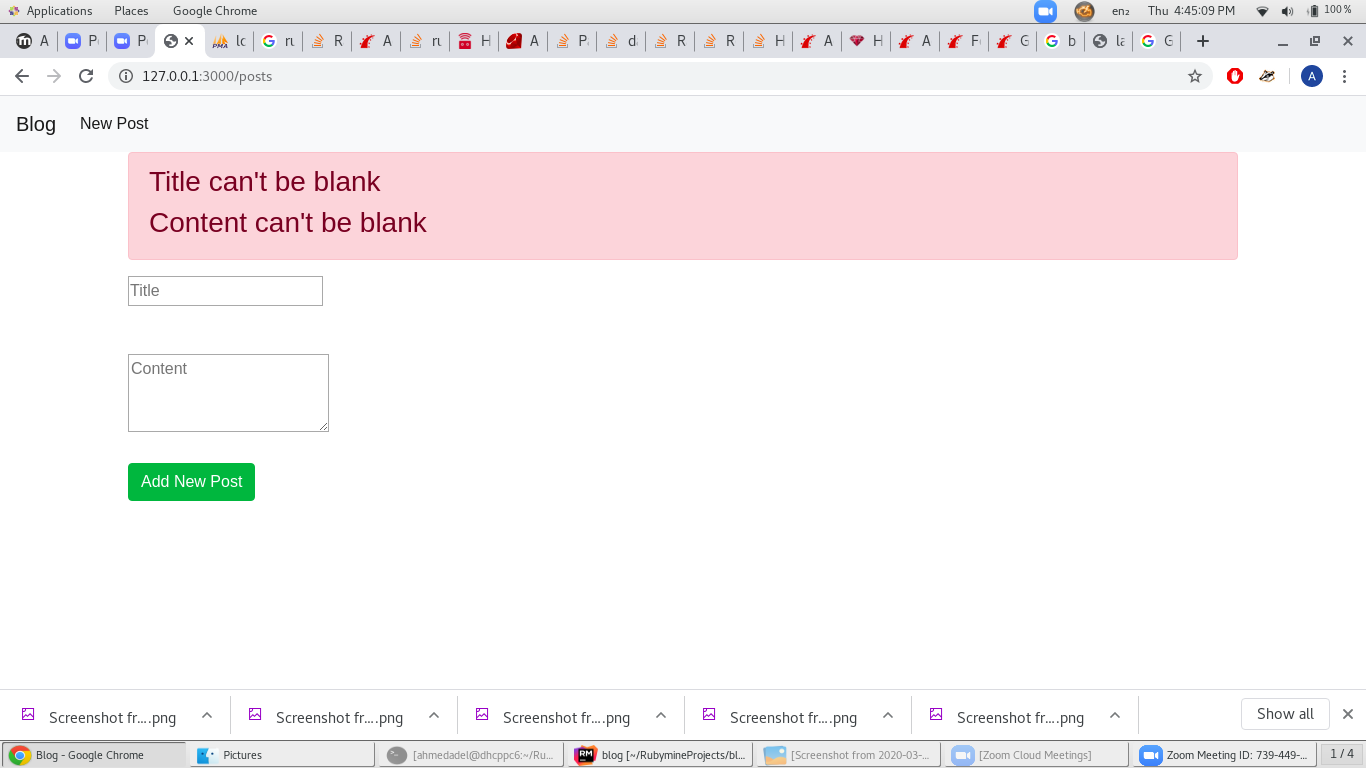 Applications Places Google Chrome en₂ Thu 4:45:09 PM 100 %
A P P lo ru R A ru H A P d R R H A H A F G b la G
127.0.0.1:3000/posts A
Blog New Post
Title can't be blank
Content can't be blank
Title
Content
Add New Post
Screenshot fr....png Screenshot fr....png Screenshot fr....png Screenshot fr....png Screenshot fr....png Show all
Blog - Google Chrome Pictures [ahmedadel@dhcppc6:~/Ru... blog [~/RubymineProjects/bl... [Screenshot from 2020-03-... [Zoom Cloud Meetings] Zoom Meeting ID: 739-449-... 1 / 4